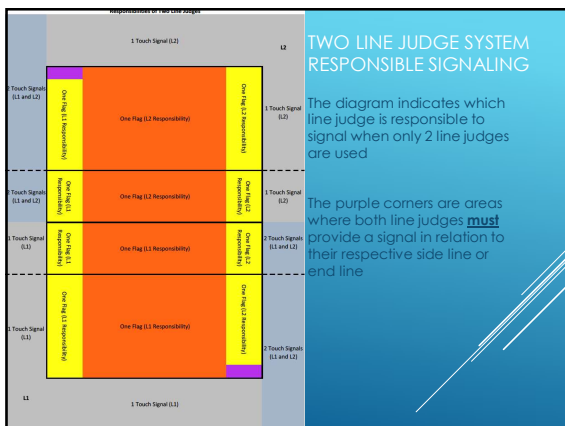 Responsibilities of Two Line Judges
1 Touch Signal (L2)
L2
2 Touch Signals
(L1 and L2)
One Flag (L1 Responsibility)
One Flag (L2 Responsibility)
One Flag (L2 Responsibility)
1 Touch Signal
(L2)
2 Touch Signals
(L1 and L2)
One Flag (L1
Responsibility)
One Flag (L2 Responsibility)
One Flag (L2
Responsibility)
1 Touch Signal
(L2)
1 Touch Signal
(L1)
One Flag (L1
Responsibility)
One Flag (L1 Responsibility)
One Flag (L2
Responsibility)
2 Touch Signals
(L1 and L2)
1 Touch Signal
(L1)
One Flag (L1 Responsibility)
One Flag (L1 Responsibility)
One Flag (L2 Responsibility)
2 Touch Signals
(L1 and L2)
L1
1 Touch Signal (L1)
TWO LINE JUDGE SYSTEM
RESPONSIBLE SIGNALING
The diagram indicates which
line judge is responsible to
signal when only 2 line judges
are used
The purple corners are areas
where both line judges must
provide a signal in relation to
their respective side line or
end line